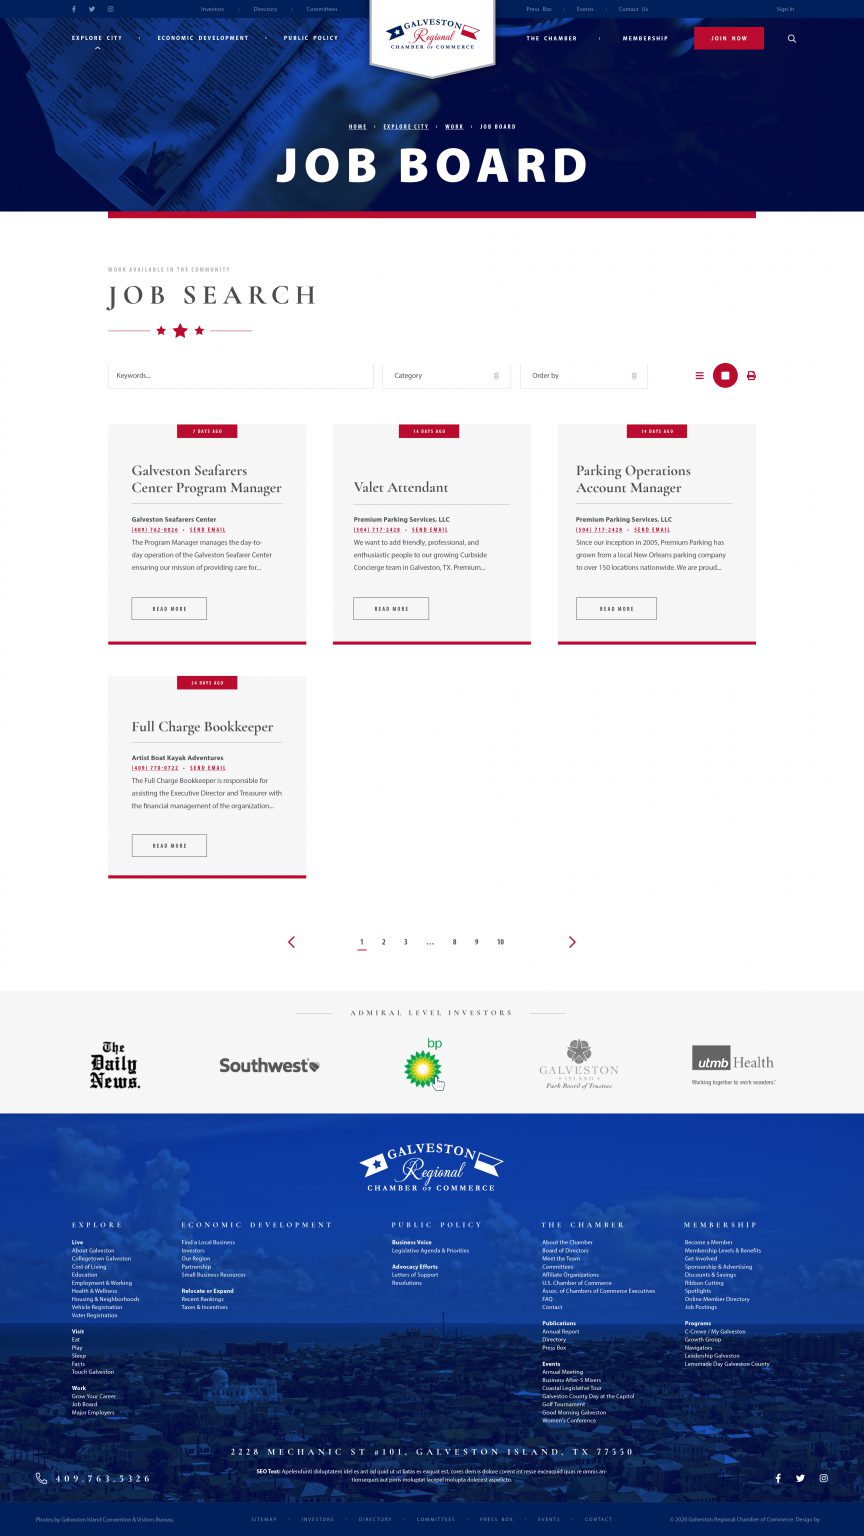 Investors • Directory • Committees
Press Box • Events • Contact Us
Sign In
EXPLORE CITY • ECONOMIC DEVELOPMENT • PUBLIC POLICY
GALVESTON
Regional
CHAMBER OF COMMERCE
THE CHAMBER • MEMBERSHIP
JOIN NOW
HOME • EXPLORE CITY • WORK • JOB BOARD
JOB BOARD
WORK AVAILABLE IN THE COMMUNITY
JOB SEARCH
Keywords...
Category
Order by
7 DAYS AGO
Galveston Seafarers
Center Program Manager
Galveston Seafarers Center
(409) 762-0026 • SEND EMAIL
The Program Manager manages the day-to-
day operation of the Galveston Seafarer Center
ensuring our mission of providing care for...
READ MORE
14 DAYS AGO
Valet Attendant
Premium Parking Services, LLC
(504) 717-2428 • SEND EMAIL
We want to add friendly, professional, and
enthusiastic people to our growing Curbside
Concierge team in Galveston, TX. Premium...
READ MORE
14 DAYS AGO
Parking Operations
Account Manager
Premium Parking Services, LLC
(504) 717-2428 • SEND EMAIL
Since our inception in 2005, Premium Parking has
grown from a local New Orleans parking company
to over 150 locations nationwide. We are proud...
READ MORE
24 DAYS AGO
Full Charge Bookkeeper
Artist Boat Kayak Adventures
(409) 770-0722 • SEND EMAIL
The Full Charge Bookkeeper is responsible for
assisting the Executive Director and Treasurer with
the financial management of the organization...
READ MORE
1 2 3 ... 8 9 10
ADMIRAL LEVEL INVESTORS
The
Daily
News.
Southwest
bp
GALVESTON
• ISLAND •
Park Board of Trustees
utmb Health
Working together to work wonders.
GALVESTON
Regional
CHAMBER OF COMMERCE
EXPLORE
Live
About Galveston
Collegetown Galveston
Cost of Living
Education
Employment & Working
Health & Wellness
Housing & Neighborhoods
Vehicle Registration
Voter Registration
Visit
Eat
Play
Sleep
Facts
Touch Galveston
Work
Grow Your Career
Job Board
Major Employers
ECONOMIC DEVELOPMENT
Find a Local Business
Investors
Our Region
Partnership
Small Business Resources
Relocate or Expand
Recent Rankings
Taxes & Incentives
PUBLIC POLICY
Business Voice
Legislative Agenda & Priorities
Advocacy Efforts
Letters of Support
Resolutions
THE CHAMBER
About the Chamber
Board of Directors
Meet the Team
Committees
Affiliate Organizations
U.S. Chamber of Commerce
Assoc. of Chambers of Commerce Executives
FAQ
Contact
Publications
Annual Report
Directory
Press Box
Events
Annual Meeting
Business After-5 Mixers
Coastal Legislative Tour
Galveston County Day at the Capitol
Golf Tournament
Good Morning Galveston
Women's Conference
MEMBERSHIP
Become a Member
Membership Levels & Benefits
Get Involved
Sponsorship & Advertising
Discounts & Savings
Ribbon Cutting
Spotlights
Online Member Directory
Job Postings
Programs
C-Crewe / My Galveston
Growth Group
Navigators
Leadership Galveston
Lemonade Day Galveston County
2228 MECHANIC ST #101, GALVESTON ISLAND, TX 77550
409.763.5326
SEO Text: Apelendunti doluptatem idel es ant od quid ut ut liatas es eaquat est, cores dem is dolore corent int resse exceaquid quas re omnis an-
tionsequos aut poris moluptat lacepel molupta dolecest aspelicto.
Photos by Galveston Island Convention & Visitors Bureau.
SITEMAP • INVESTORS • DIRECTORY • COMMITTEES • PRESS BOX • EVENTS • CONTACT
© 2020 Galveston Regional Chamber of Commerce. Design by